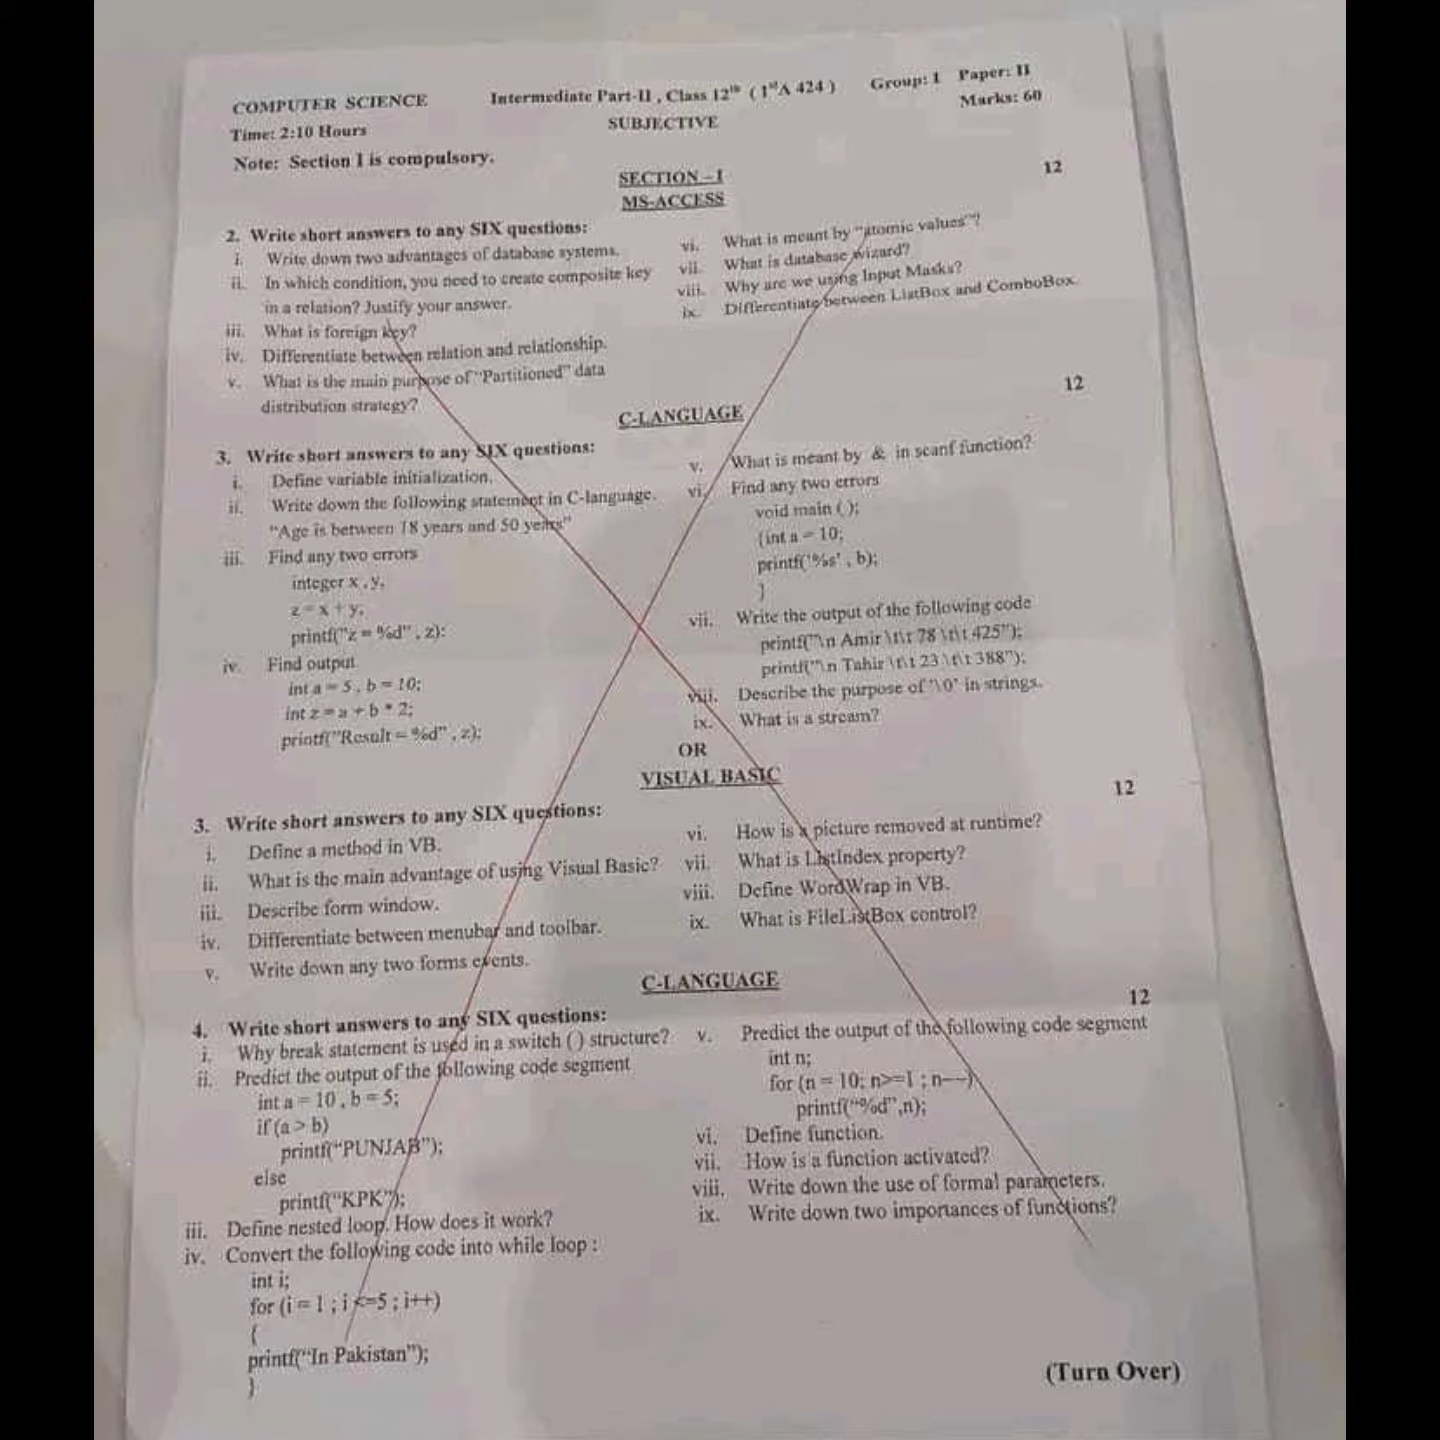 COMPUTER SCIENCE Intermediate Part-II , Class 12th ( 1stA 424 ) Group: I Paper: II
Time: 2:10 Hours SUBJECTIVE Marks: 60
Note: Section I is compulsory.
SECTION – I
MS-ACCESS 12
2. Write short answers to any SIX questions:
i. Write down two advantages of database systems.
ii. In which condition, you need to create composite key
in a relation? Justify your answer.
iii. What is foreign key?
iv. Differentiate between relation and relationship.
v. What is the main purpose of "Partitioned" data
distribution strategy?
vi. What is meant by "atomic values"?
vii. What is database wizard?
viii. Why are we using Input Masks?
ix. Differentiate between ListBox and ComboBox.
C-LANGUAGE 12
3. Write short answers to any SIX questions:
i. Define variable initialization.
ii. Write down the following statement in C-language.
"Age is between 18 years and 50 years"
iii. Find any two errors
integer x , y,
z = x + y;
printf("z = %d" , z):
iv. Find output
int a = 5 , b = 10;
int z = a + b * 2;
printf("Result = %d" , z);
v. What is meant by & in scanf function?
vi. Find any two errors
void main ( );
{int a = 10;
printf('%s' , b);
}
vii. Write the output of the following code
printf("\n Amir \t\t 78 \t\t 425");
printf("\n Tahir \t\t 23 \t\t 388");
viii. Describe the purpose of '\0' in strings.
ix. What is a stream?
OR
VISUAL BASIC 12
3. Write short answers to any SIX questions:
i. Define a method in VB.
ii. What is the main advantage of using Visual Basic?
iii. Describe form window.
iv. Differentiate between menubar and toolbar.
v. Write down any two forms events.
vi. How is a picture removed at runtime?
vii. What is ListIndex property?
viii. Define WordWrap in VB.
ix. What is FileListBox control?
C-LANGUAGE 12
4. Write short answers to any SIX questions:
i. Why break statement is used in a switch ( ) structure?
ii. Predict the output of the following code segment
int a = 10 , b = 5;
if (a > b)
printf("PUNJAB");
else
printf("KPK");
iii. Define nested loop. How does it work?
iv. Convert the following code into while loop :
int i;
for (i = 1 ; i <=5 ; i++)
{
printf("In Pakistan");
}
v. Predict the output of the following code segment
int n;
for (n = 10; n>=1 ; n--)
printf("%d",n);
vi. Define function.
vii. How is a function activated?
viii. Write down the use of formal parameters.
ix. Write down two importances of functions?
(Turn Over)